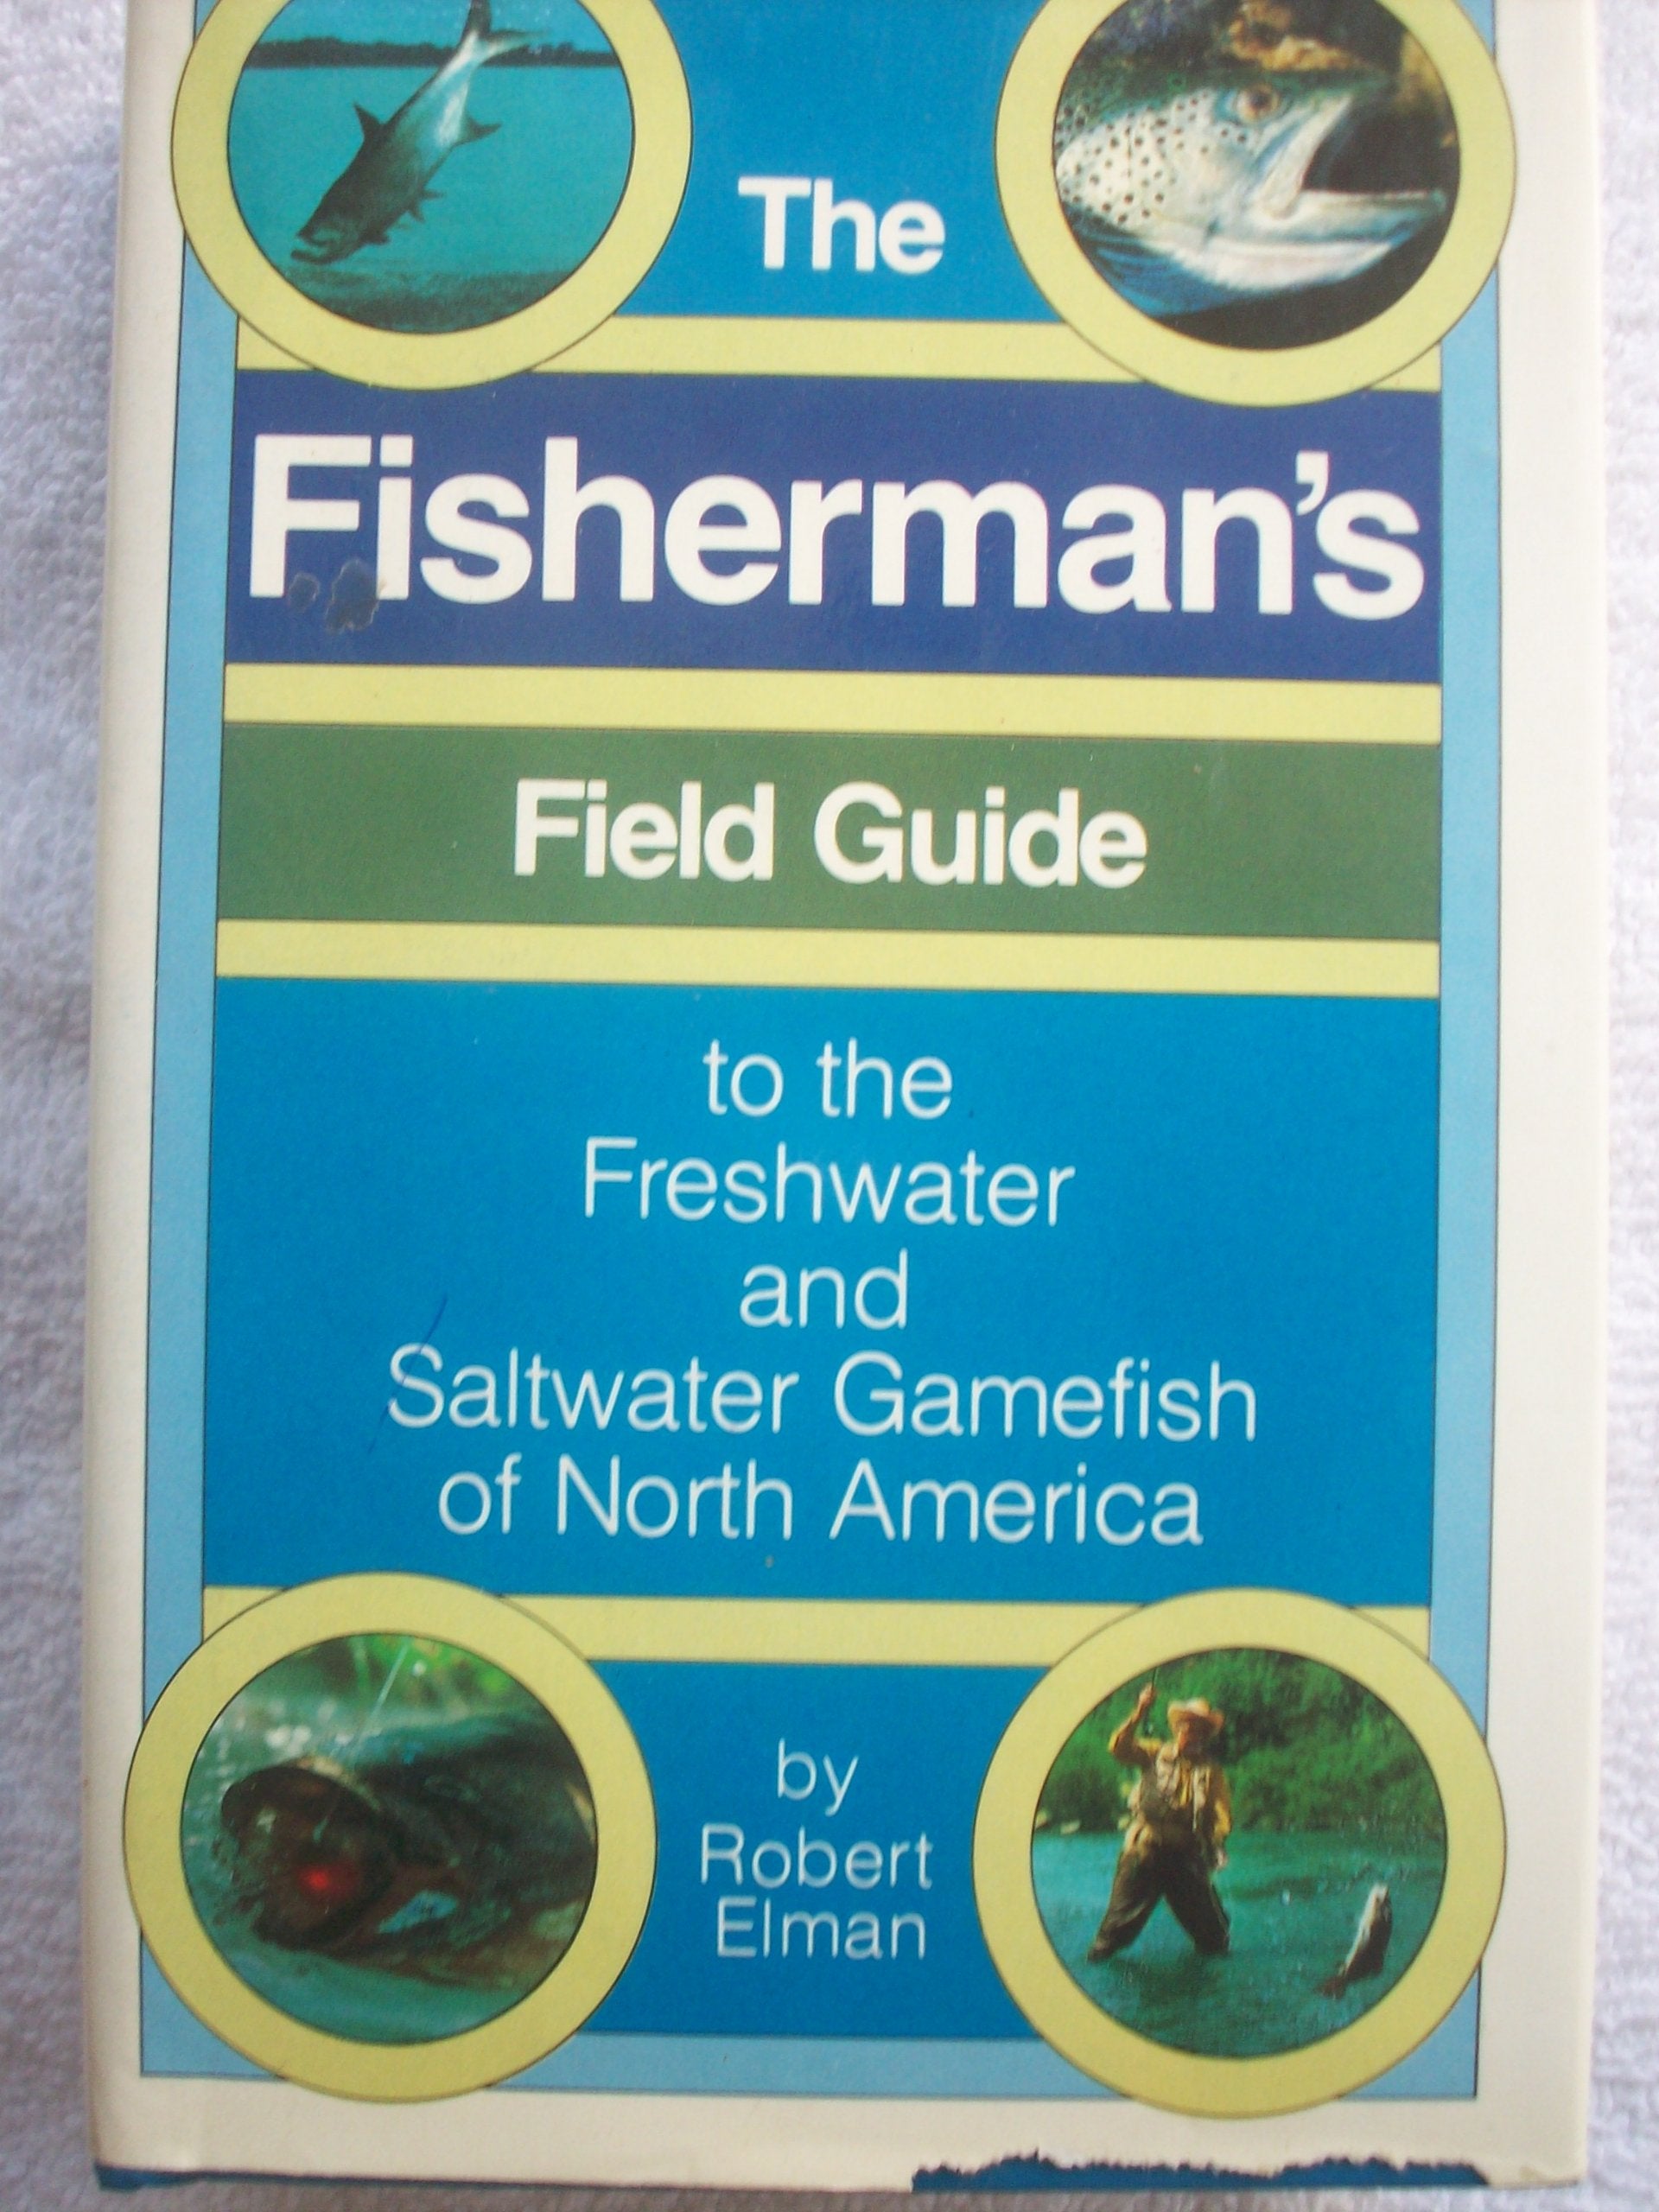 The
Fisherman's
Field Guide
to the
Freshwater
and
Saltwater Gamefish
of North America
by
Robert
Elman